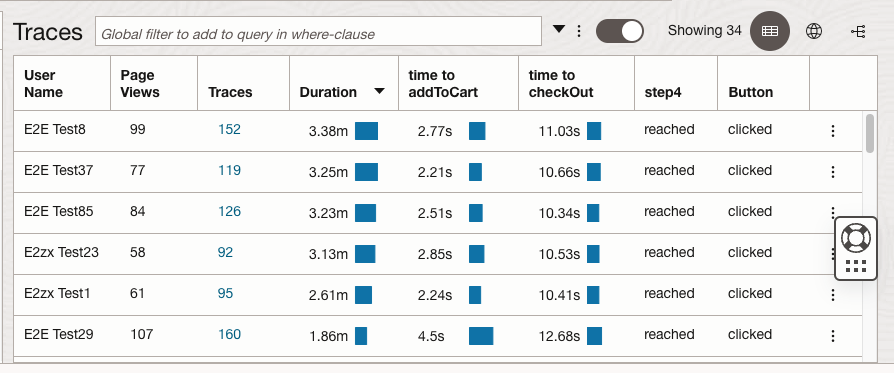 Traces Global filter to add to query in where-clause Showing 34
User Name Page Views Traces Duration time to addToCart time to checkOut step4 Button
E2E Test8 99 152 3.38m 2.77s 11.03s reached clicked
E2E Test37 77 119 3.25m 2.21s 10.66s reached clicked
E2E Test85 84 126 3.23m 2.51s 10.34s reached clicked
E2zx Test23 58 92 3.13m 2.85s 10.53s reached clicked
E2zx Test1 61 95 2.61m 2.24s 10.41s reached clicked
E2E Test29 107 160 1.86m 4.5s 12.68s reached clicked